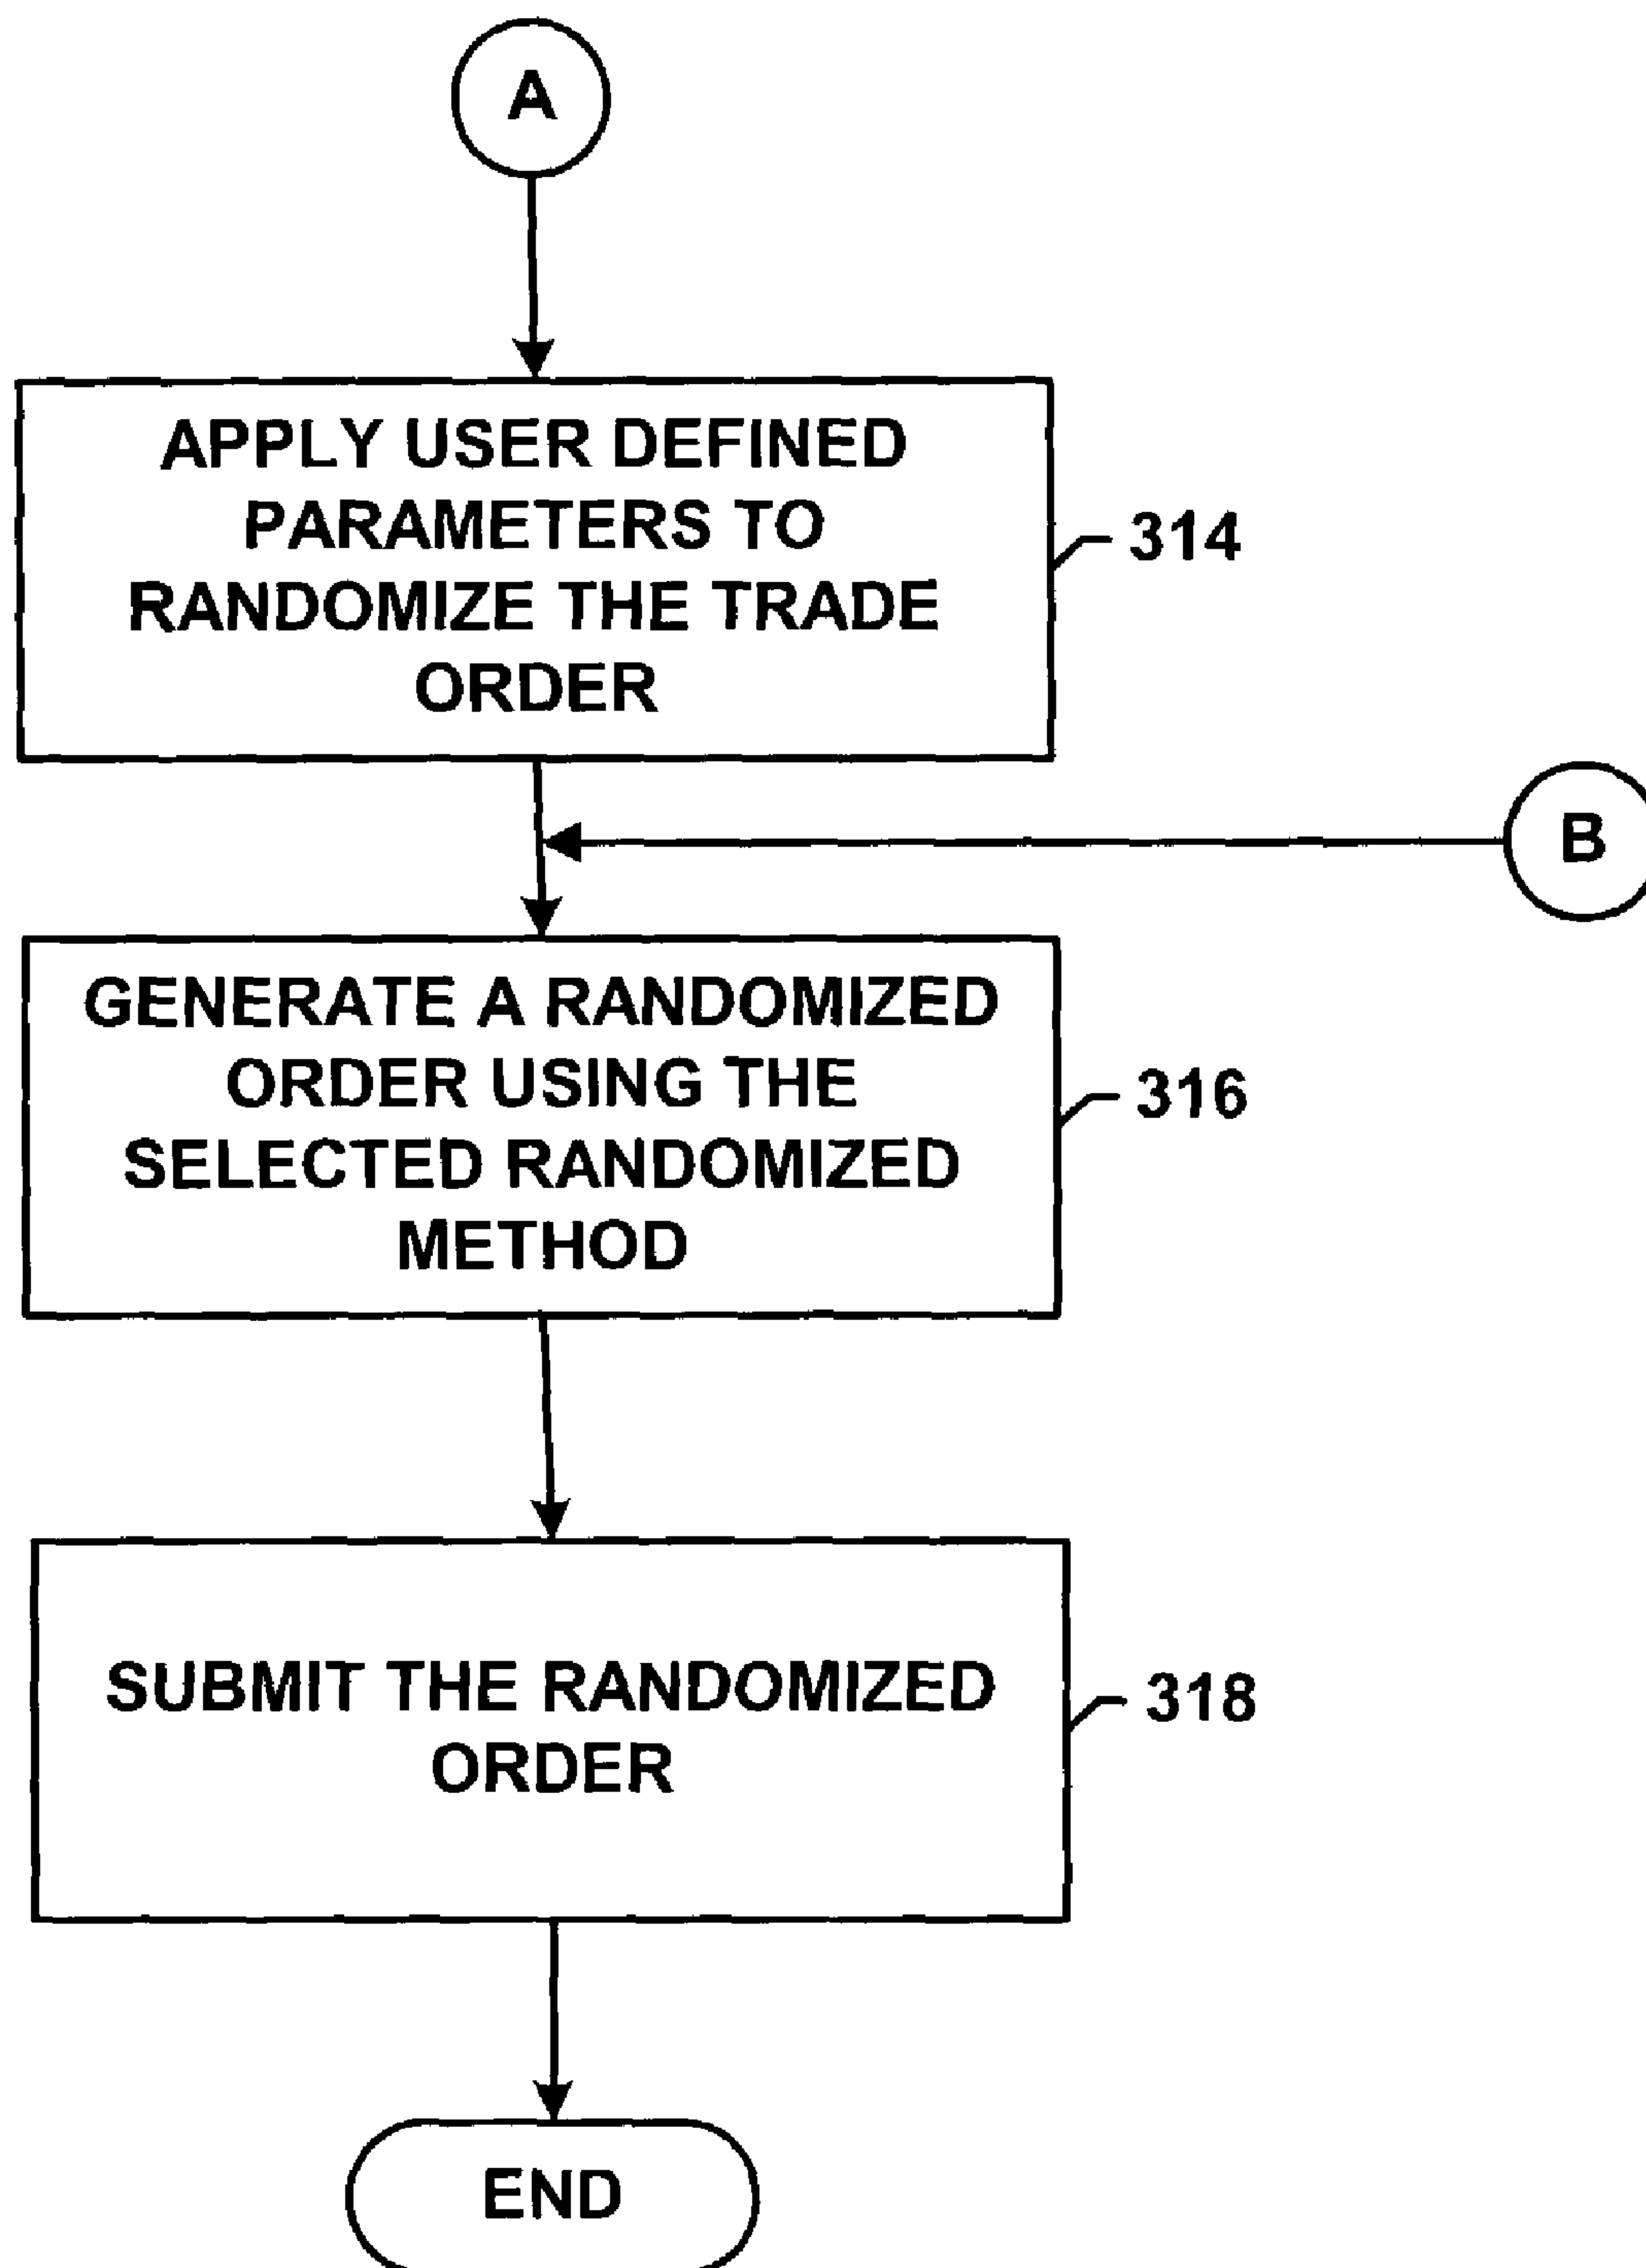 A
APPLY USER DEFINED
PARAMETERS TO
RANDOMIZE THE TRADE
ORDER
314
B
GENERATE A RANDOMIZED
ORDER USING THE
SELECTED RANDOMIZED
METHOD
316
SUBMIT THE RANDOMIZED
ORDER
318
END